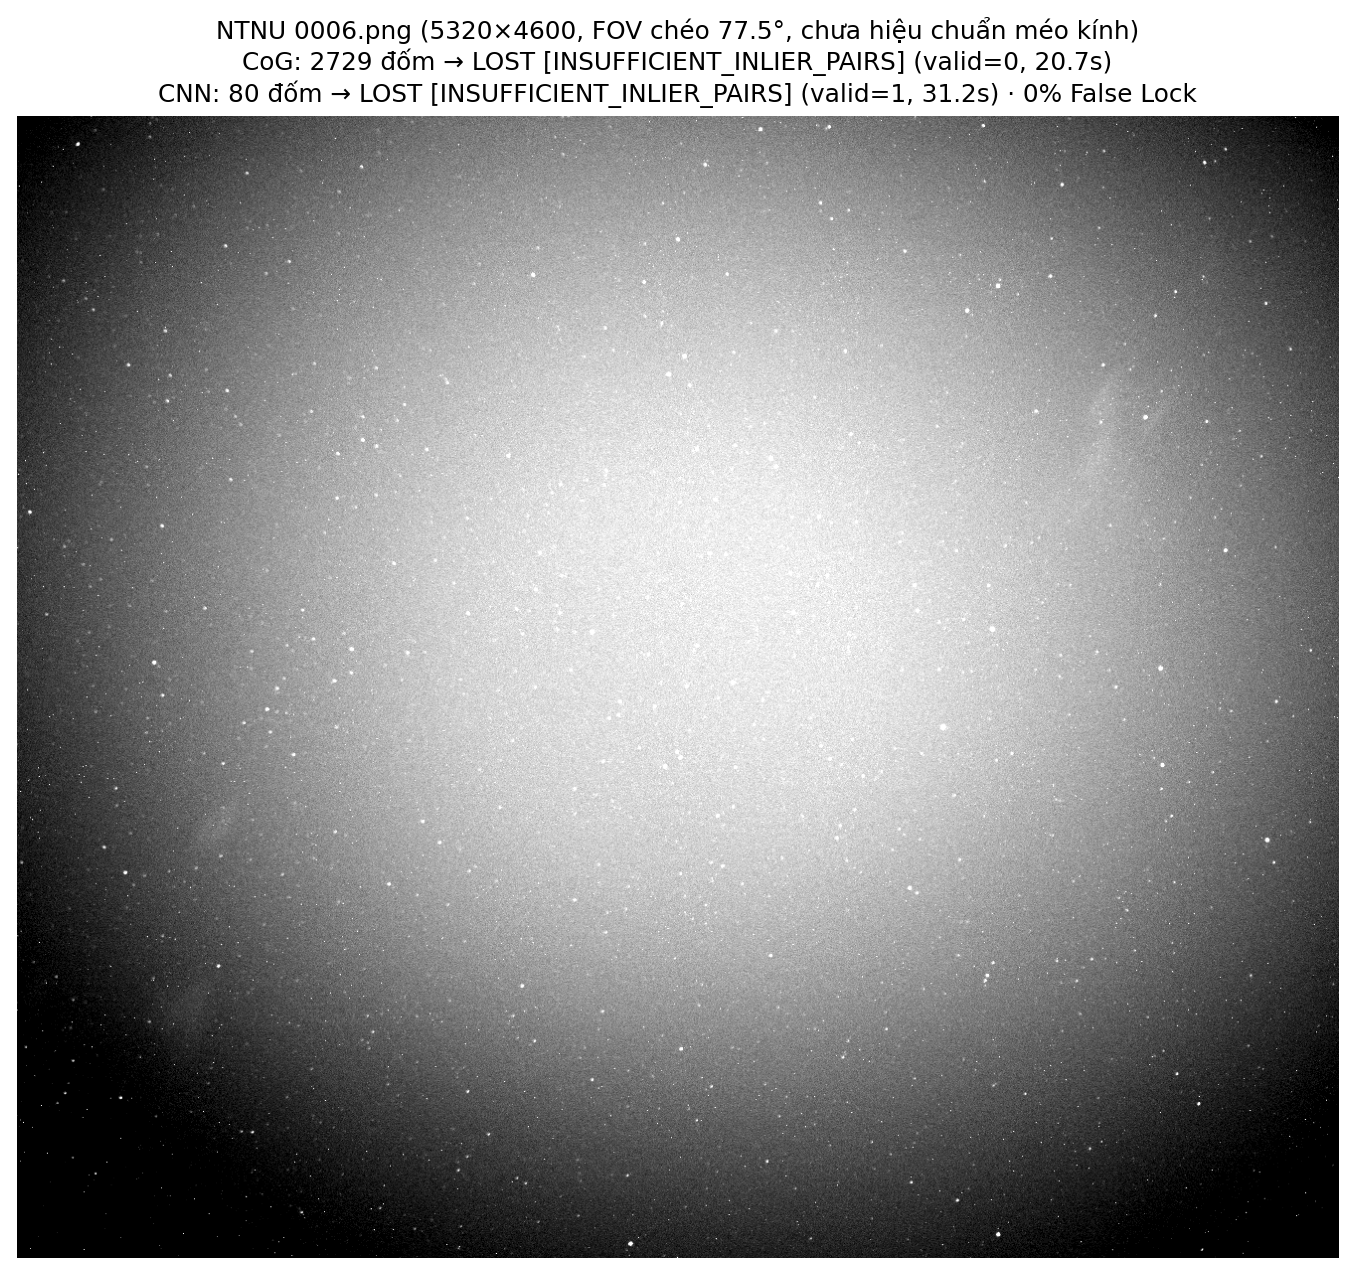 NTNU 0006.png (5320×4600, FOV chéo 77.5°, chưa hiệu chuẩn méo kính)
CoG: 2729 đốm → LOST [INSUFFICIENT_INLIER_PAIRS] (valid=0, 20.7s)
CNN: 80 đốm → LOST [INSUFFICIENT_INLIER_PAIRS] (valid=1, 31.2s) · 0% False Lock